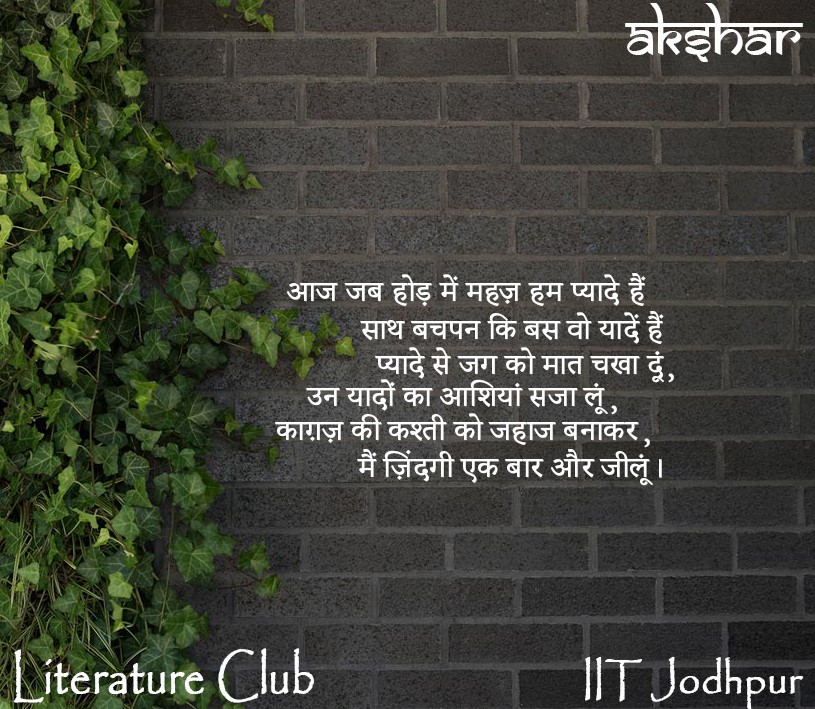 akshar
आज जब होड़ में महज़ हम प्यादे हैं
साथ बचपन कि बस वो यादें हैं
प्यादे से जग को मात चखा दूं,
उन यादों का आशियां सजा लूं,
काग़ज़ की कश्ती को जहाज बनाकर,
मैं ज़िंदगी एक बार और जीलूं।
Literature Club
IIT Jodhpur